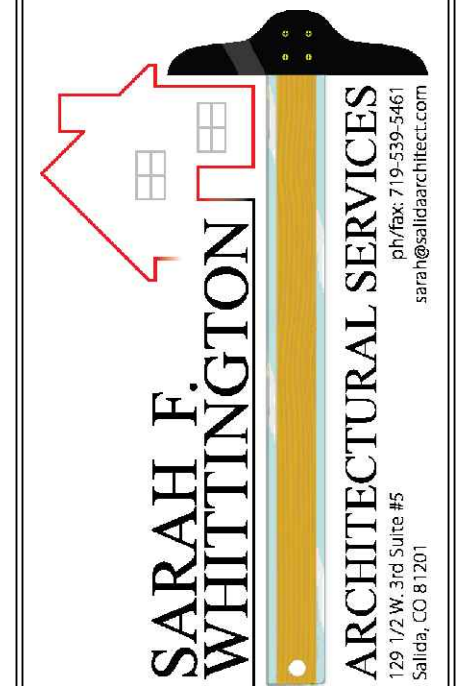 SARAH F.
WHITTINGTON
ARCHITECTURAL SERVICES
129 1/2 W. 3rd Suite #5
Salida, CO 81201
ph/fax: 719-539-5461
sarah@salidaarchitect.com